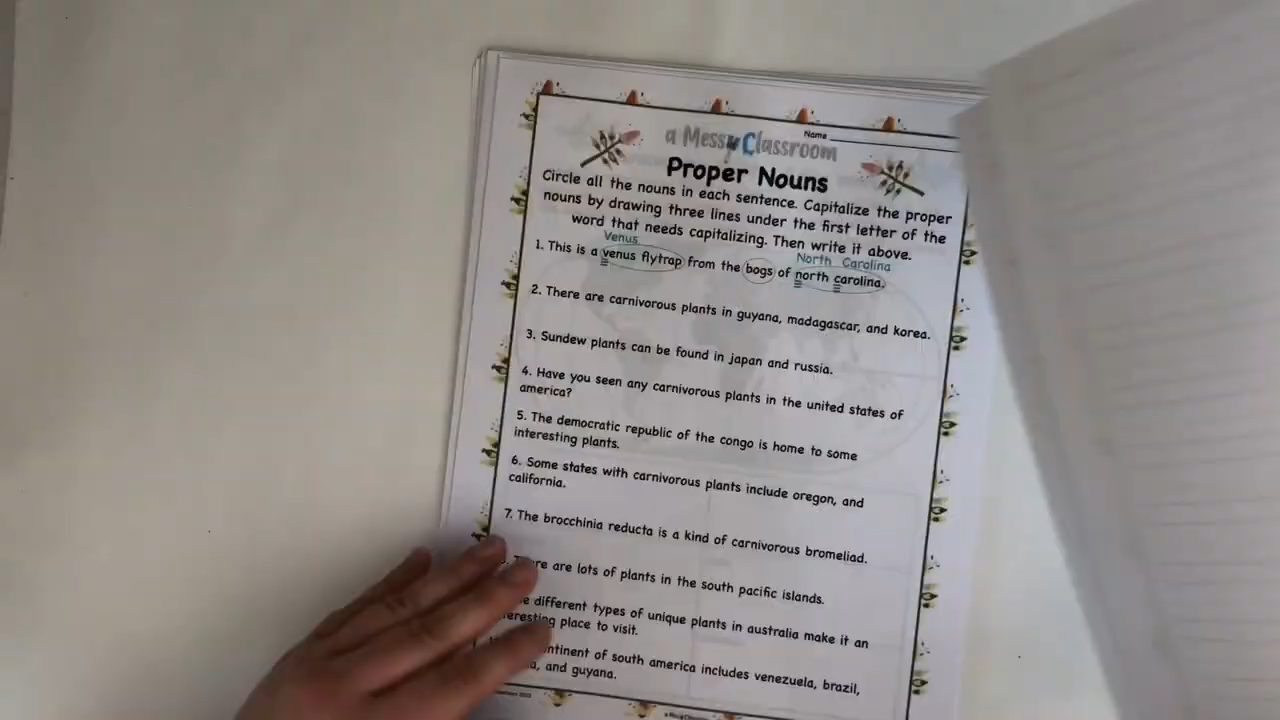 Name
a Messy Classroom
Proper Nouns
Circle all the nouns in each sentence. Capitalize the proper
nouns by drawing three lines under the first letter of the
word that needs capitalizing. Then write it above.
Venus North Carolina
1. This is a venus flytrap from the bogs of north carolina.
2. There are carnivorous plants in guyana, madagascar, and korea.
3. Sundew plants can be found in japan and russia.
4. Have you seen any carnivorous plants in the united states of
america?
5. The democratic republic of the congo is home to some
interesting plants.
6. Some states with carnivorous plants include oregon, and
california.
7. The brocchinia reducta is a kind of carnivorous bromeliad.
are lots of plants in the south pacific islands.
different types of unique plants in australia make it an
place to visit.
of south america includes venezuela, brazil,
and guyana.